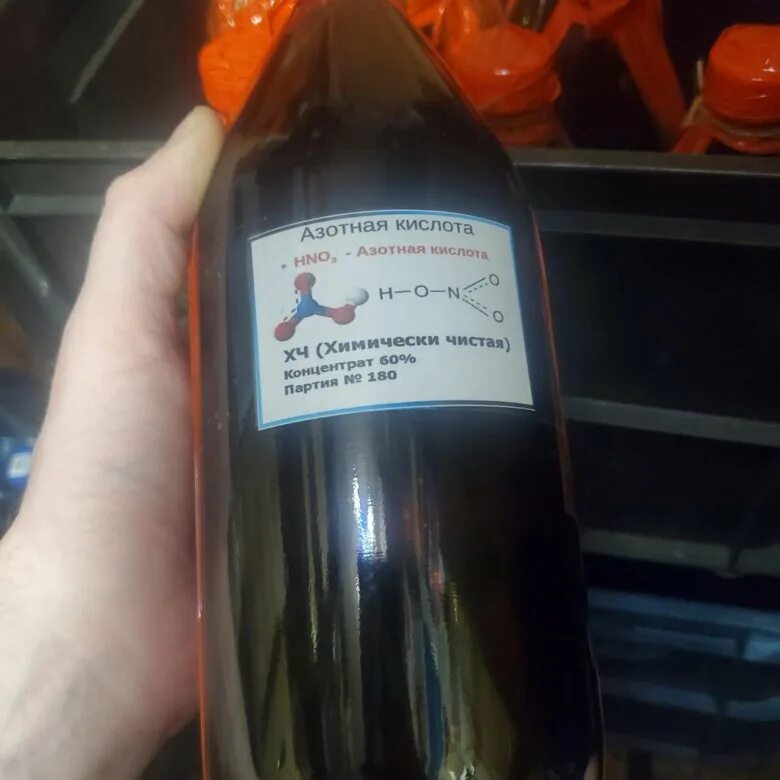 Азотная кислота
• HNO₃ - Азотная кислота
H-O-N
O
O
ХЧ (Химически чистая)
Концентрат 60%
Партия № 180